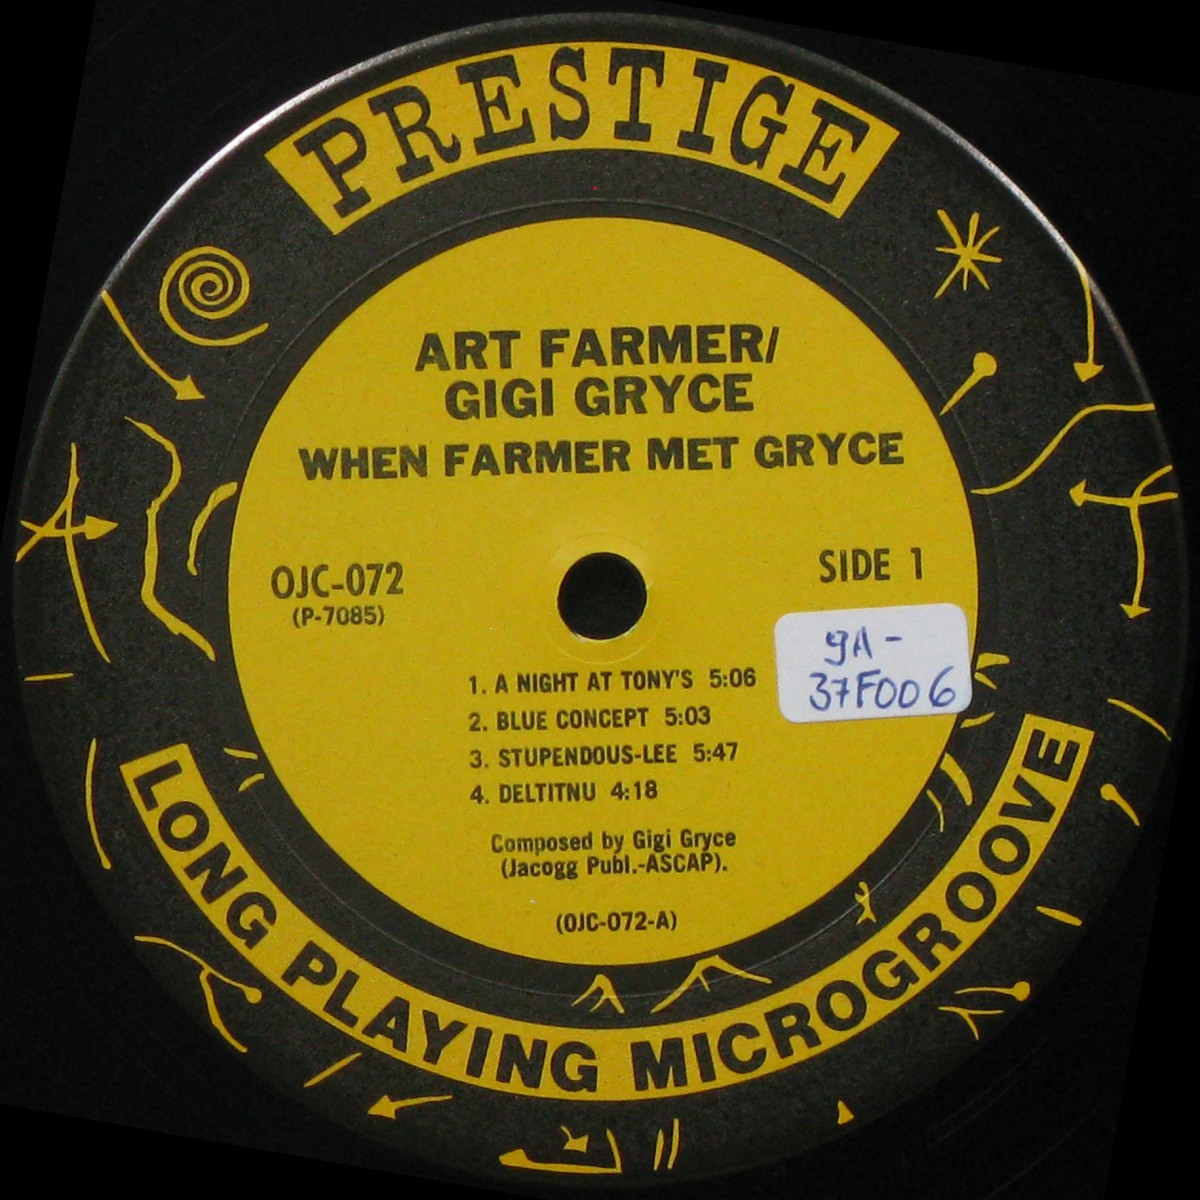 PRESTIGE
ART FARMER/
GIGI GRYCE
WHEN FARMER MET GRYCE
OJC-072
(P-7085)
SIDE 1
9A-
37F006
1. A NIGHT AT TONY'S 5:06
2. BLUE CONCEPT 5:03
3. STUPENDOUS-LEE 5:47
4. DELTITNU 4:18
Composed by Gigi Gryce
(Jacogg Publ.-ASCAP).
(OJC-072-A)
LONG PLAYING MICROGROOVE